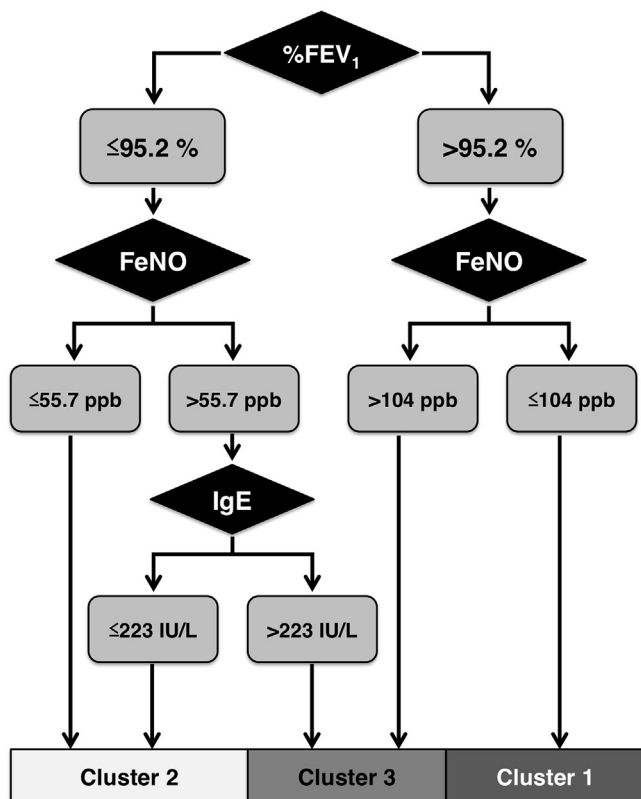 %FEV₁
≦95.2 %
>95.2 %
FeNO
FeNO
≦55.7 ppb
>55.7 ppb
>104 ppb
≦104 ppb
IgE
≦223 IU/L
>223 IU/L
Cluster 2
Cluster 3
Cluster 1